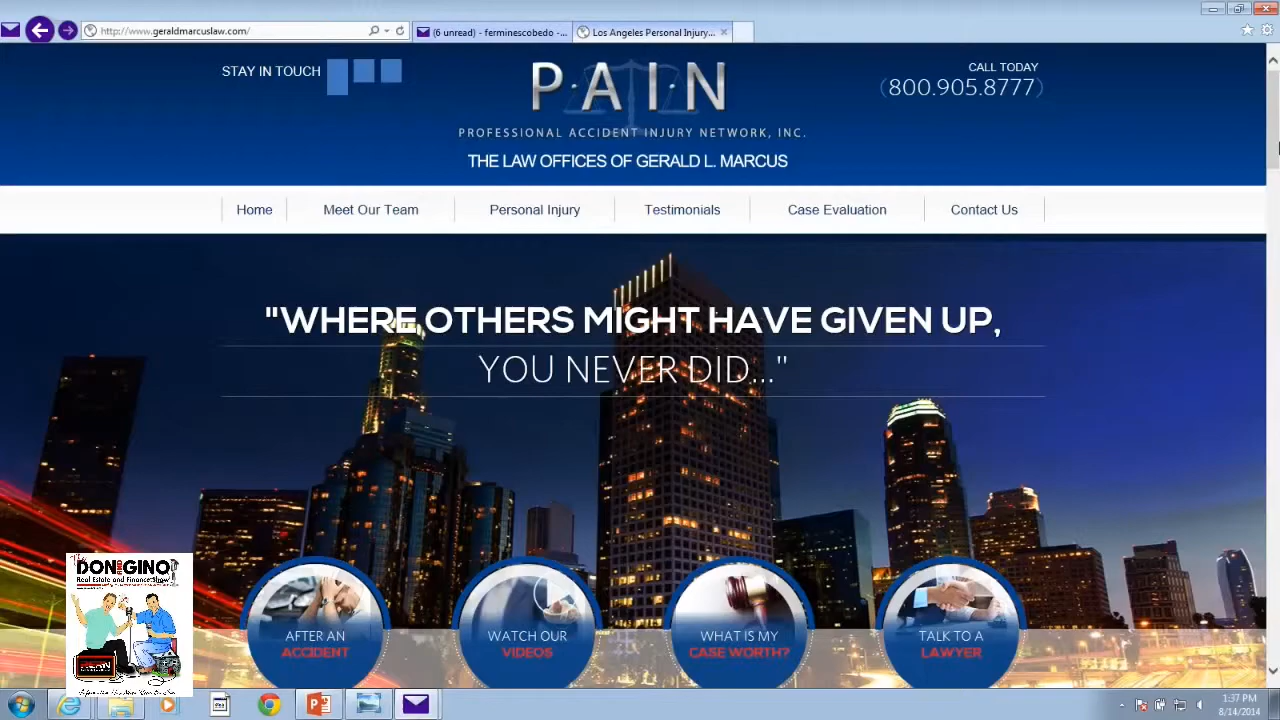 http://www.geraldmarcuslaw.com/
(6 unread) - ferminescobedo -...
Los Angeles Personal Injury...
STAY IN TOUCH
P·A·I·N
PROFESSIONAL ACCIDENT INJURY NETWORK, INC.
THE LAW OFFICES OF GERALD L. MARCUS
CALL TODAY
(800.905.8777)
Home
Meet Our Team
Personal Injury
Testimonials
Case Evaluation
Contact Us
"WHERE OTHERS MIGHT HAVE GIVEN UP,
YOU NEVER DID..."
The
DON and GINO
Real Estate and Finance Show!
AFTER AN
ACCIDENT
WATCH OUR
VIDEOS
WHAT IS MY
CASE WORTH?
TALK TO A
LAWYER
1:37 PM
8/14/2014